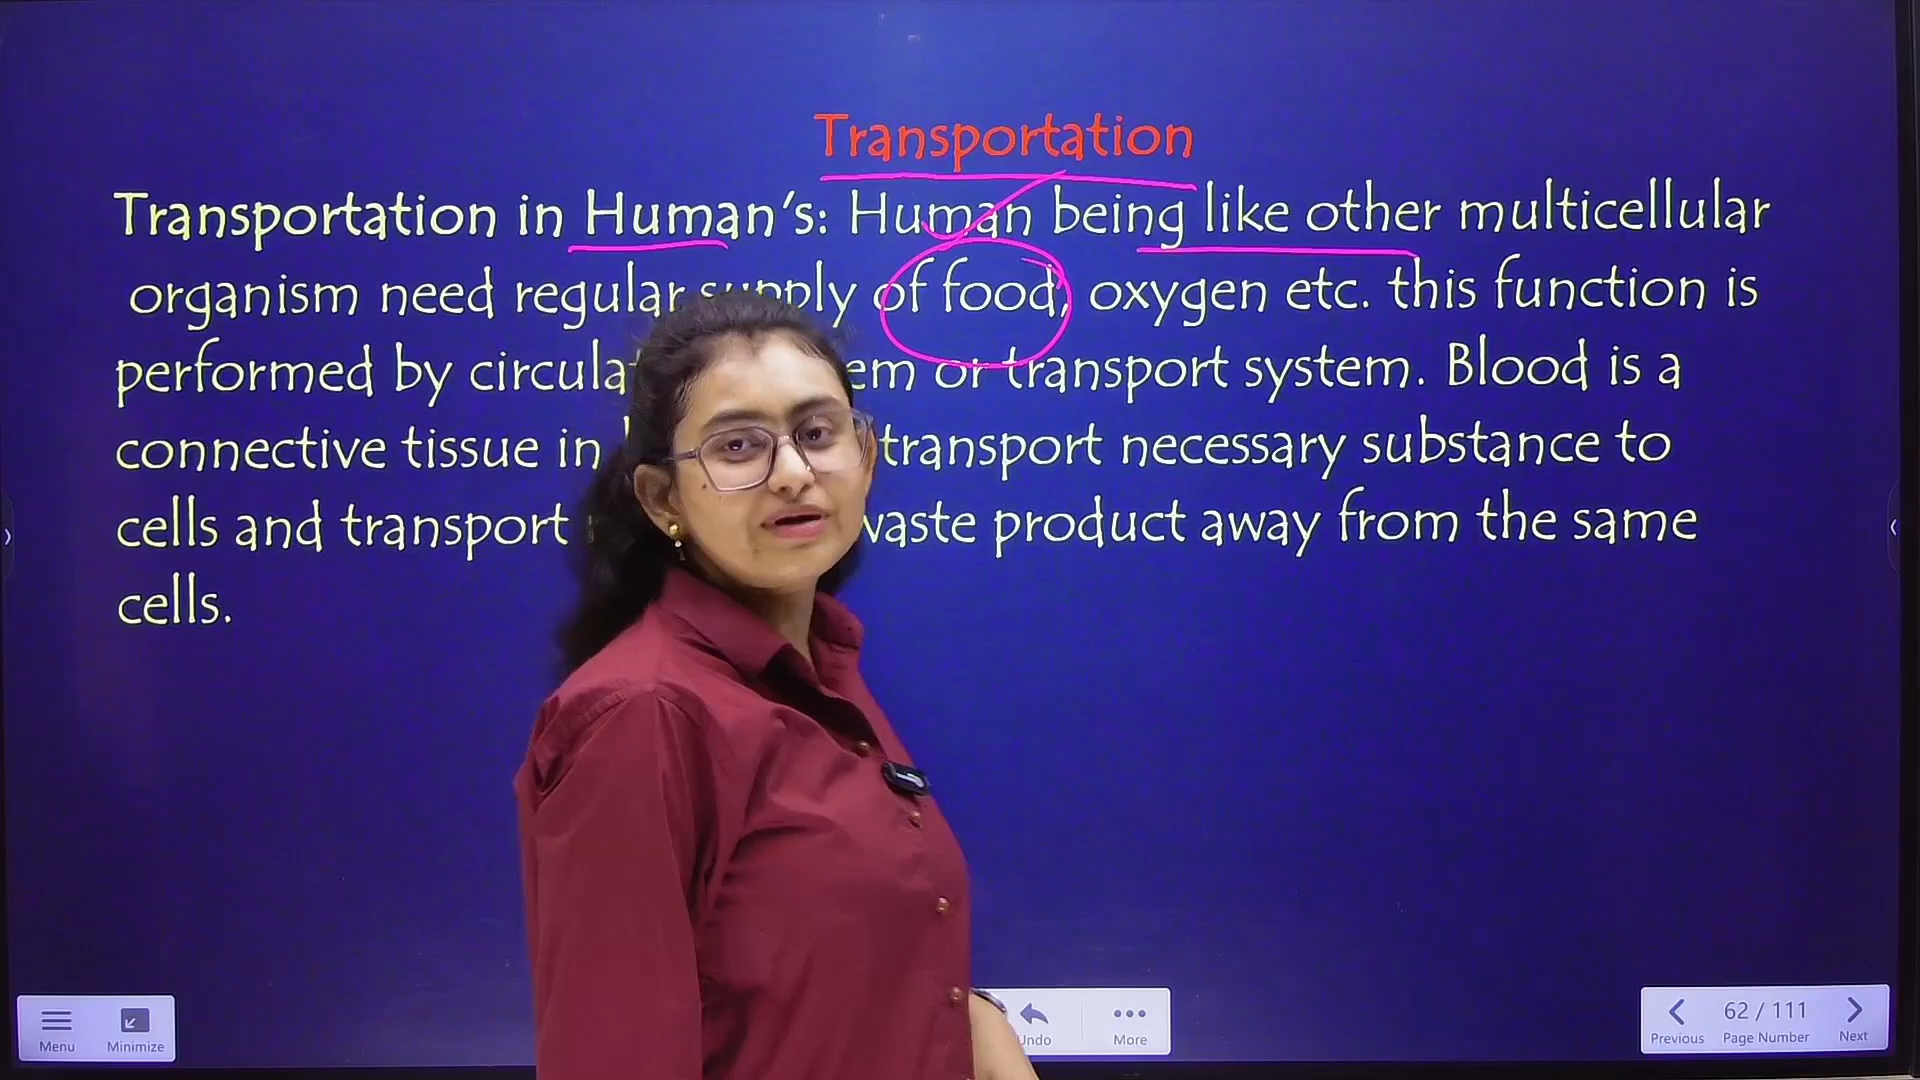 Transportation
Transportation in Human's: Human being like other multicellular
organism need regular supply of food, oxygen etc. this function is
performed by or transport system. Blood is a
connective tissue in transport necessary substance to
cells and transport product away from the same
cells.
Menu Minimize Undo More Previous 62 / 111 Page Number Next